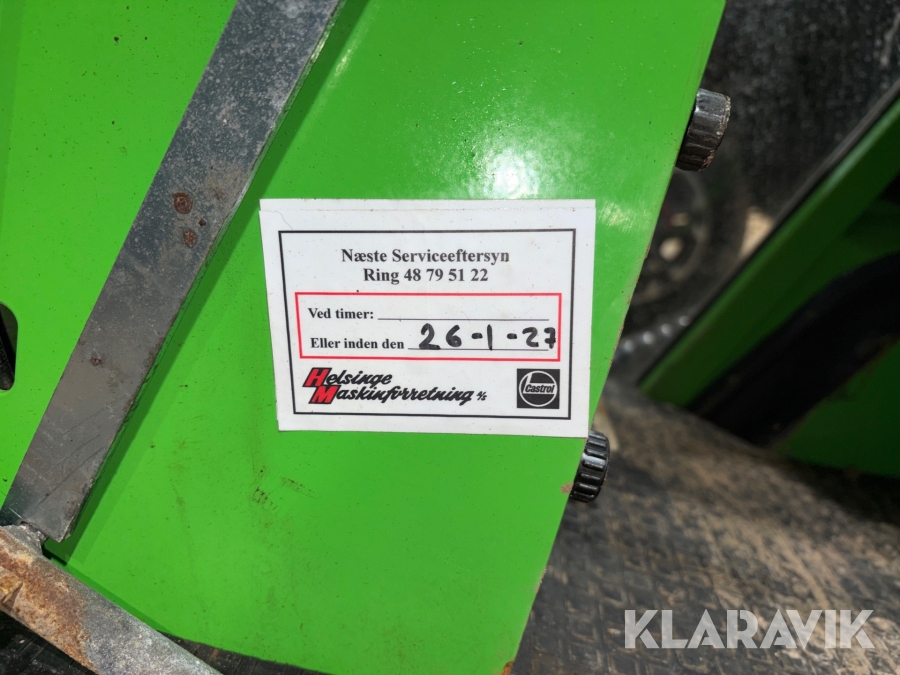 Næste Serviceeftersyn
Ring 48 79 51 22
Ved timer:
Eller inden den 26-1-27
Helsinge
Maskinforretning A/S
Castrol
KLARAVIK